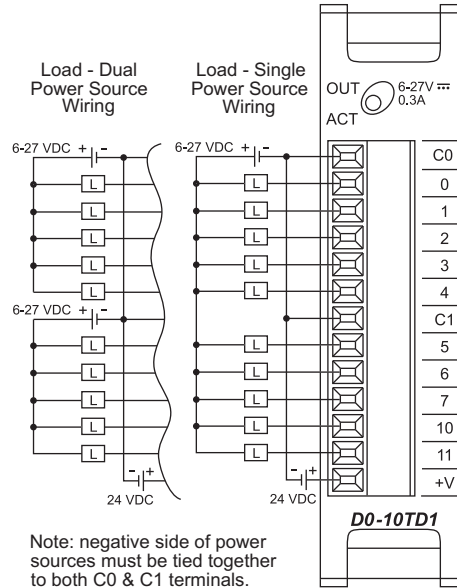 Load - Dual
Power Source
Wiring
Load - Single
Power Source
Wiring
OUT
ACT
6-27V
0.3A
6-27 VDC + -
L
L
L
L
L
6-27 VDC + -
L
L
L
L
L
- +
24 VDC
6-27 VDC + -
L
L
L
L
L
L
L
L
L
L
- +
24 VDC
C0
0
1
2
3
4
C1
5
6
7
10
11
+V
D0-10TD1
Note: negative side of power
sources must be tied together
to both C0 & C1 terminals.